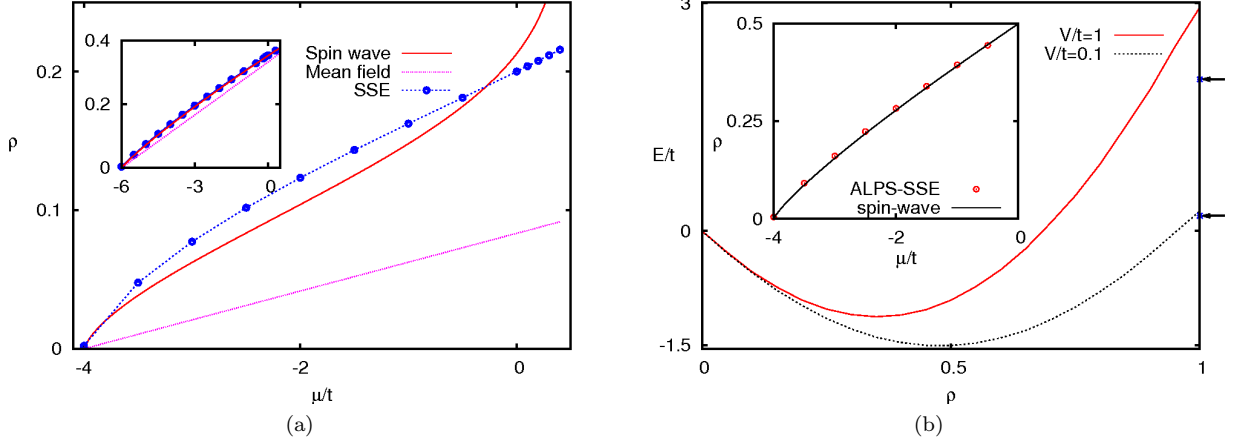 0.2
0.1
0
ρ
-4
-2
0
μ/t
Spin wave
Mean field
SSE
0.4
0.2
0
-6
-3
0
(a)
3
E/t
0
-1.5
0
0.5
1
ρ
V/t=1
V/t=0.1
0.5
0.25
0
ρ
-4
-2
0
μ/t
ALPS-SSE
spin-wave
(b)